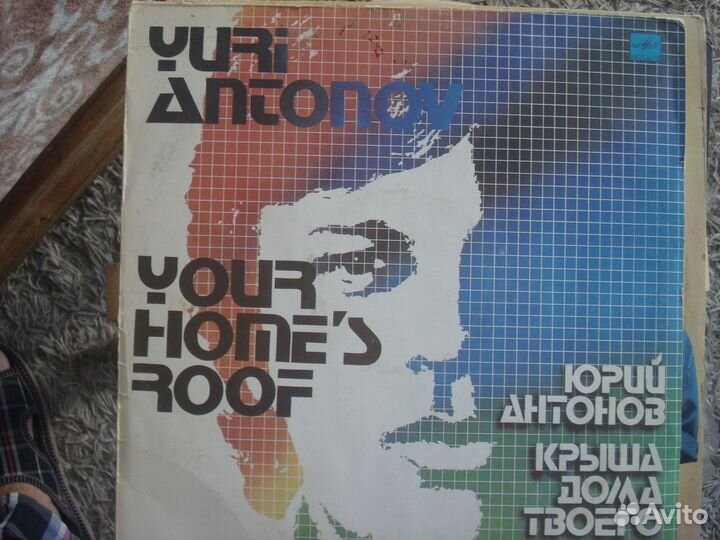 YURI
ANTONOV
YOUR
HOME'S
ROOF
ЮРИЙ
АНТОНОВ
КРЫША
ДОМА
ТВОЕГО
Avito